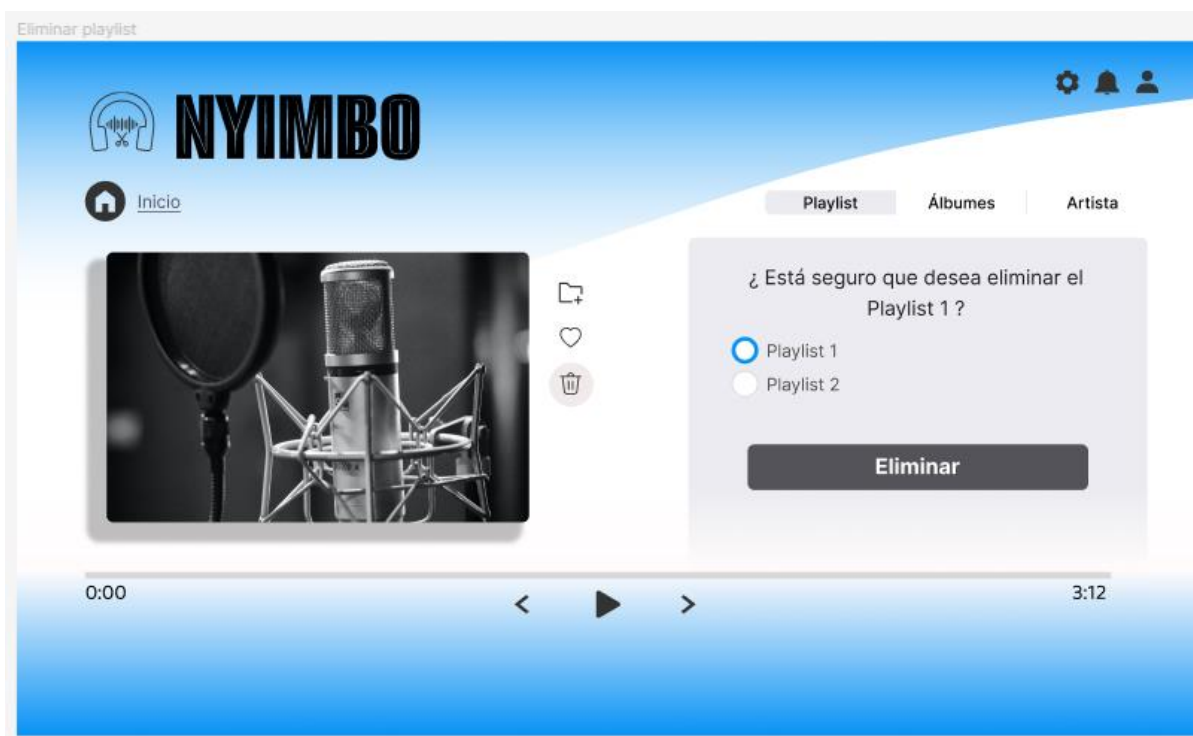 Eliminar playlist
NYIMBO
Inicio
Playlist Álbumes Artista
¿ Está seguro que desea eliminar el
Playlist 1 ?
Playlist 1
Playlist 2
Eliminar
0:00 3:12